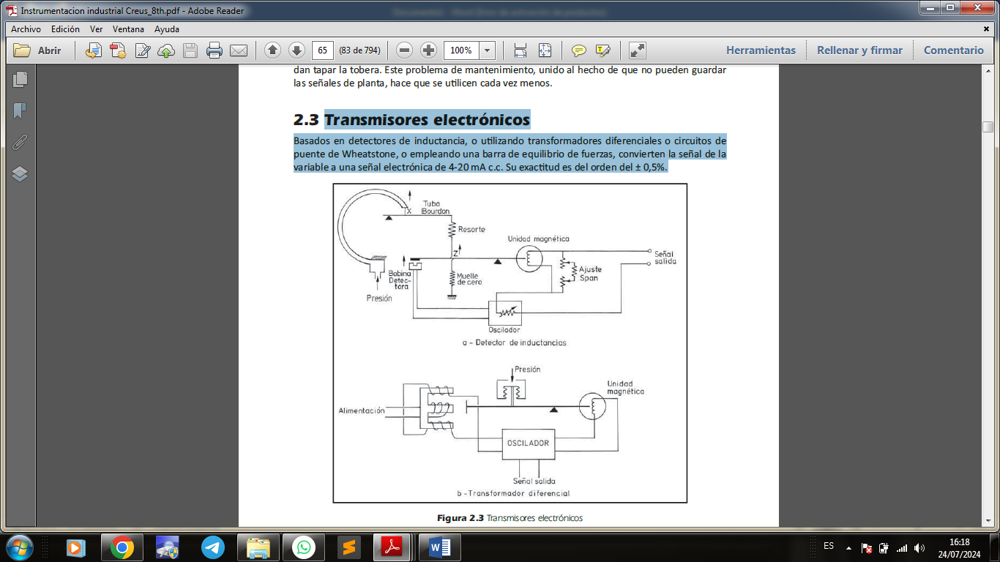 Instrumentacion industrial Creus_8th.pdf - Adobe Reader
Archivo Edición Ver Ventana Ayuda
Abrir 65 (83 de 794) 100% Herramientas Rellenar y firmar Comentario
dan tapar la tobera. Este problema de mantenimiento, unido al hecho de que no pueden guardar
las señales de planta, hace que se utilicen cada vez menos.
2.3 Transmisores electrónicos
Basados en detectores de inductancia, o utilizando transformadores diferenciales o circuitos de
puente de Wheatstone, o empleando una barra de equilibrio de fuerzas, convierten la señal de la
variable a una señal electrónica de 4-20 mA c.c. Su exactitud es del orden del ± 0,5%.
X
Tubo
Bourdon
Resorte
Unidad magnética
Z
Señal
salida
Bobina
Detec-
tora
Muelle
de cero
Ajuste
Span
Presión
Oscilador
a - Detector de inductancias
Presión
Unidad
magnética
Alimentación
OSCILADOR
Señal salida
b - Transformador diferencial
Figura 2.3 Transmisores electrónicos
ES
16:18
24/07/2024